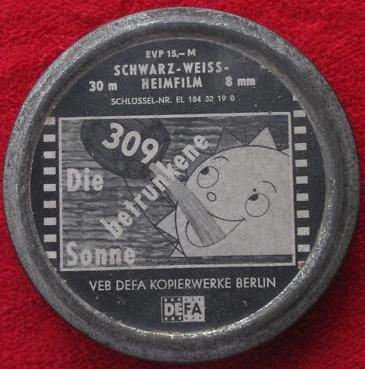 EVP 15,– M
SCHWARZ-WEISS-
30 m HEIMFILM 8 mm
SCHLÜSSEL-NR. EL 184 32 19 0
309
Die
betrunkene
Sonne
VEB DEFA KOPIERWERKE BERLIN
DEFA